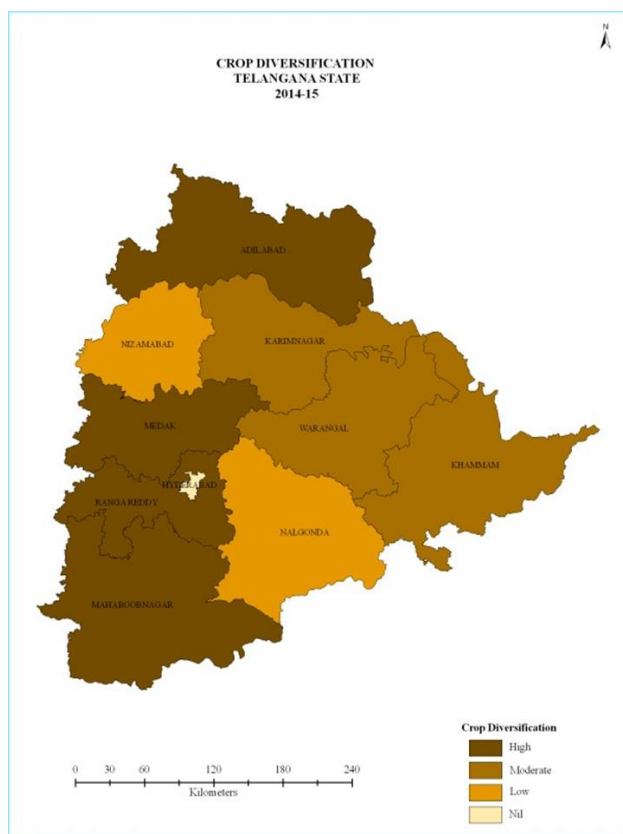 N
CROP DIVERSIFICATION
TELANGANA STATE
2014-15
ADILABAD
NIZAMABAD
KARIMNAGAR
MEDAK
WARANGAL
KHAMMAM
HYDERABAD
RANGA REDDY
NALGONDA
MAHABOOBNAGAR
Crop Diversification
High
Moderate
Low
Nil
0 30 60 120 180 240
Kilometers